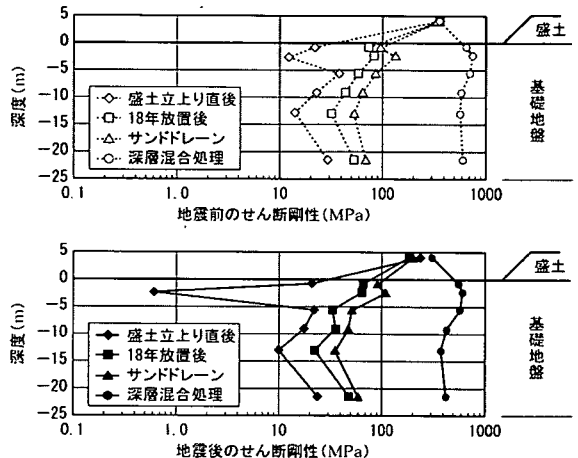 深度(m)
5
0
−5
−10
−15
−20
−25
盛土立上り直後
18年放置後
サンドドレーン
深層混合処理
0.1
1.0
10
100
1000
地震前のせん断剛性(MPa)
盛土
基礎地盤
深度(m)
5
0
−5
−10
−15
−20
−25
盛土立上り直後
18年放置後
サンドドレーン
深層混合処理
0.1
1.0
10
100
1000
地震後のせん断剛性(MPa)
盛土
基礎地盤